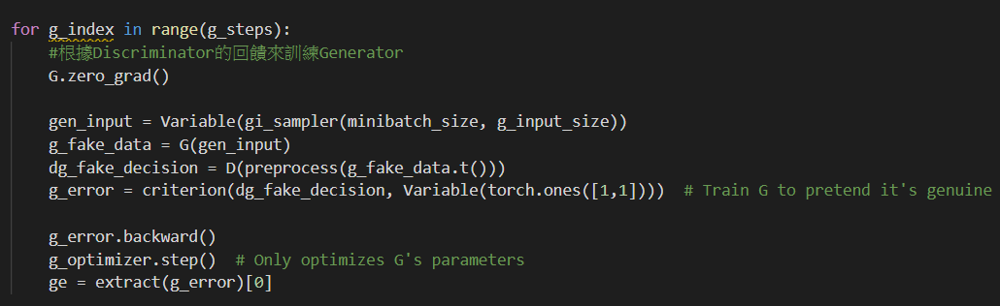 for g_index in range(g_steps):
#根據Discriminator的回饋來訓練Generator
G.zero_grad()
gen_input = Variable(gi_sampler(minibatch_size, g_input_size))
g_fake_data = G(gen_input)
dg_fake_decision = D(preprocess(g_fake_data.t()))
g_error = criterion(dg_fake_decision, Variable(torch.ones([1,1])))  # Train G to pretend it's genuine
g_error.backward()
g_optimizer.step()  # Only optimizes G's parameters
ge = extract(g_error)[0]